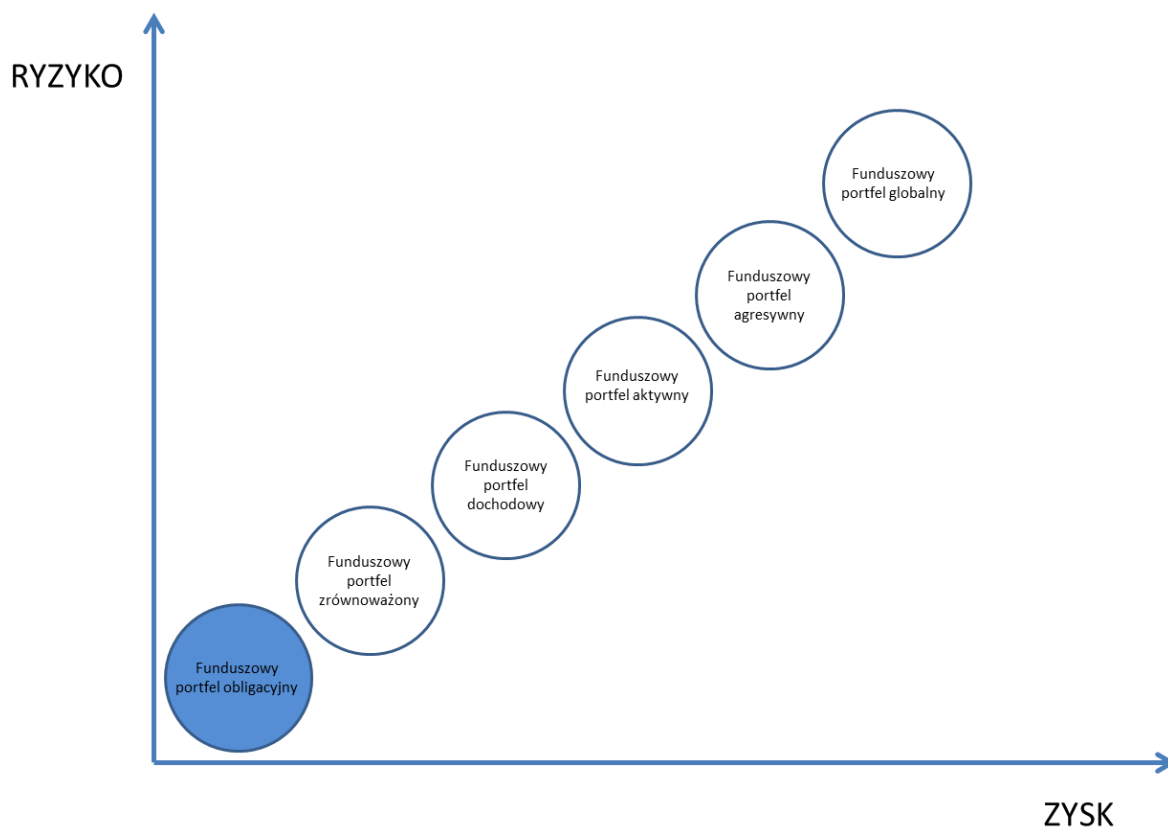 RYZYKO
Funduszowy
portfel globalny
Funduszowy
portfel
agresywny
Funduszowy
portfel aktywny
Funduszowy
portfel
dochodowy
Funduszowy
portfel
zrównoważony
Funduszowy
portfel obligacyjny
ZYSK